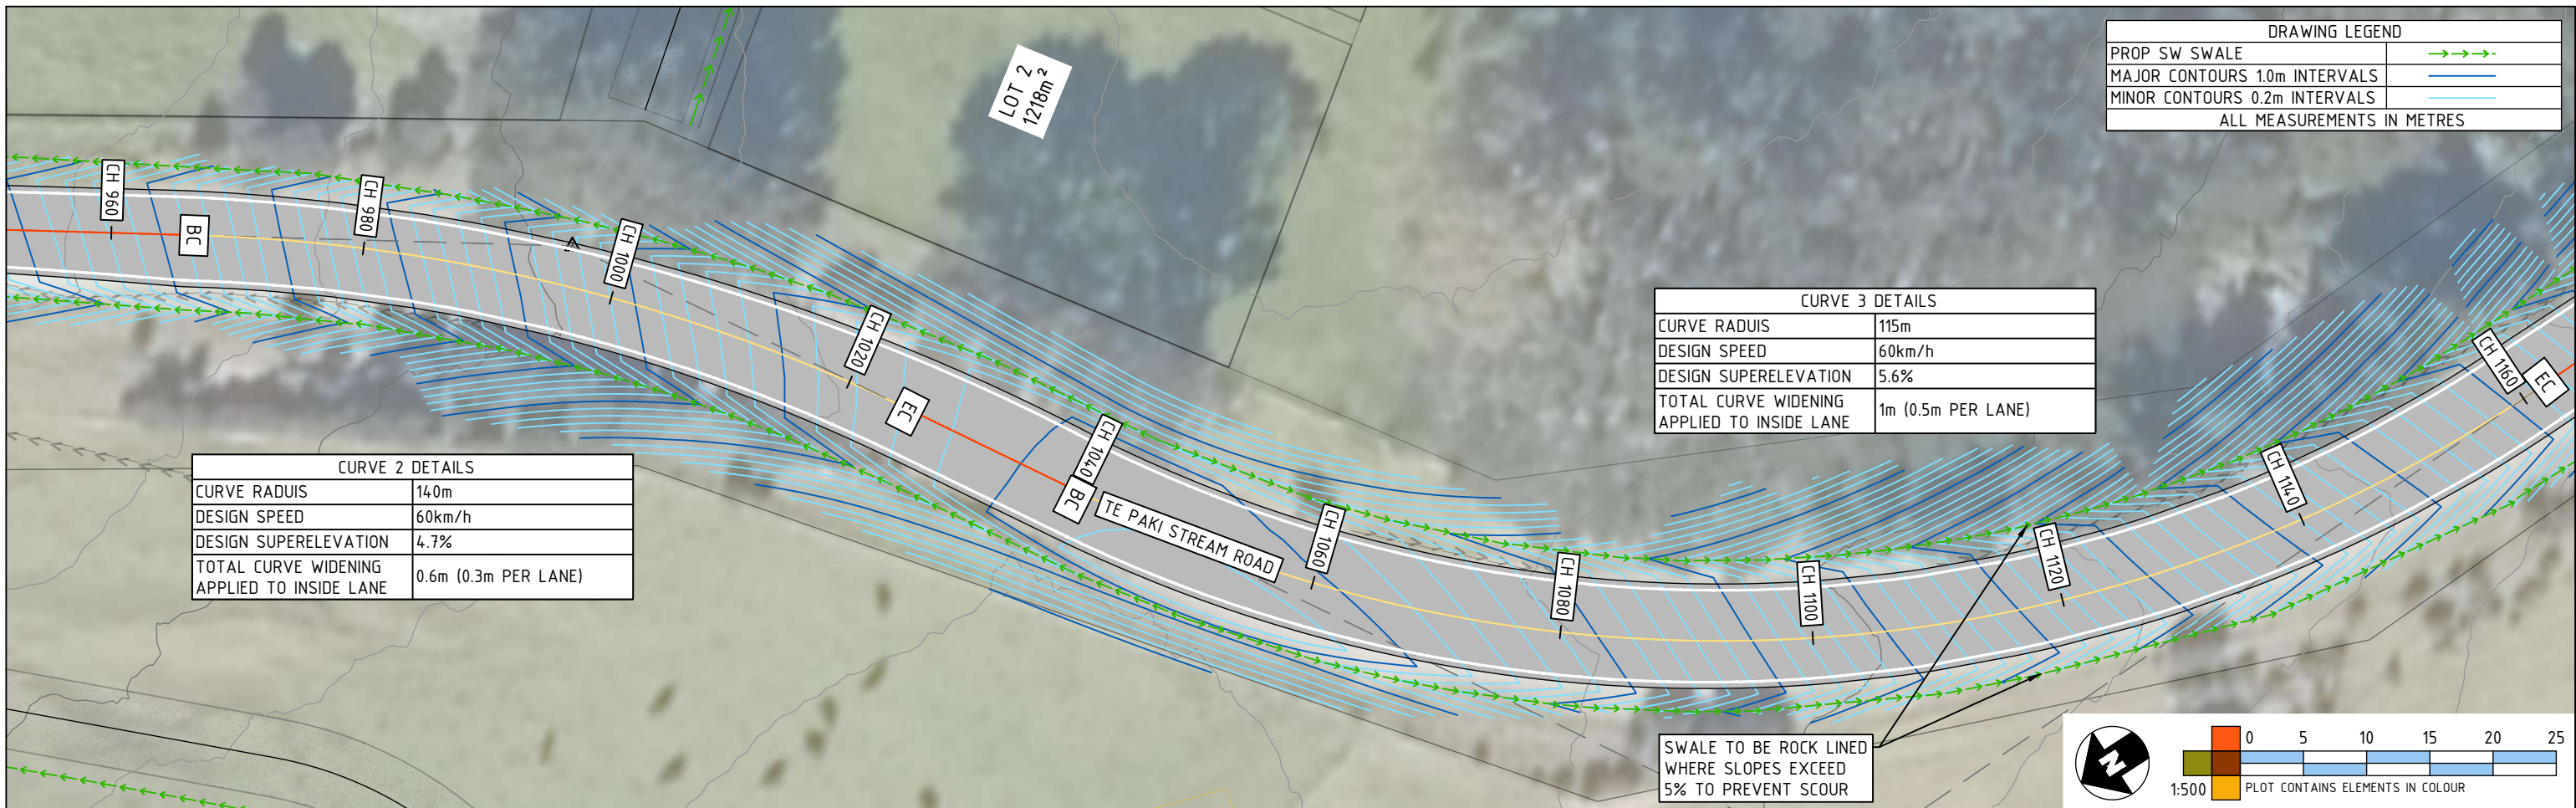 LOT 2
1218m²
DRAWING LEGEND
PROP SW SWALE
MAJOR CONTOURS 1.0m INTERVALS
MINOR CONTOURS 0.2m INTERVALS
ALL MEASUREMENTS IN METRES
CH 960
BC
CH 980
CH 1000
CH 1020
EC
CH 1040
BC
TE PAKI STREAM ROAD
CH 1060
CH 1080
CH 1100
CH 1120
CH 1140
CH 1160
EC
CURVE 2 DETAILS
CURVE RADUIS 140m
DESIGN SPEED 60km/h
DESIGN SUPERELEVATION 4.7%
TOTAL CURVE WIDENING
APPLIED TO INSIDE LANE 0.6m (0.3m PER LANE)
CURVE 3 DETAILS
CURVE RADUIS 115m
DESIGN SPEED 60km/h
DESIGN SUPERELEVATION 5.6%
TOTAL CURVE WIDENING
APPLIED TO INSIDE LANE 1m (0.5m PER LANE)
SWALE TO BE ROCK LINED
WHERE SLOPES EXCEED
5% TO PREVENT SCOUR
N
0 5 10 15 20 25
1:500 PLOT CONTAINS ELEMENTS IN COLOUR